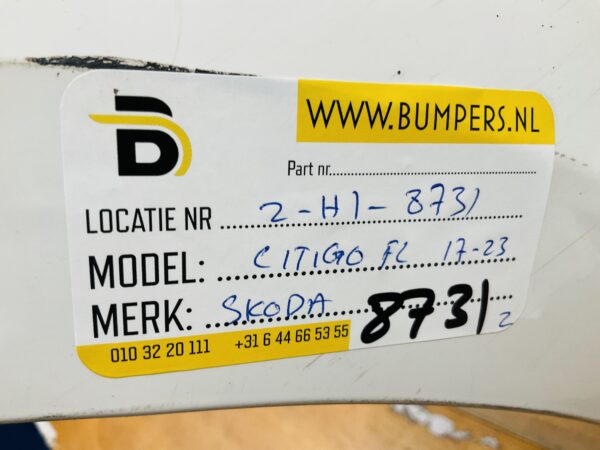 WWW.BUMPERS.NL
B
Part nr.
LOCATIE NR 2-H1-8731
MODEL: CITIGO FL 17-23
MERK: SKODA 8731 2
010 32 20 111 +31 6 44 66 53 55